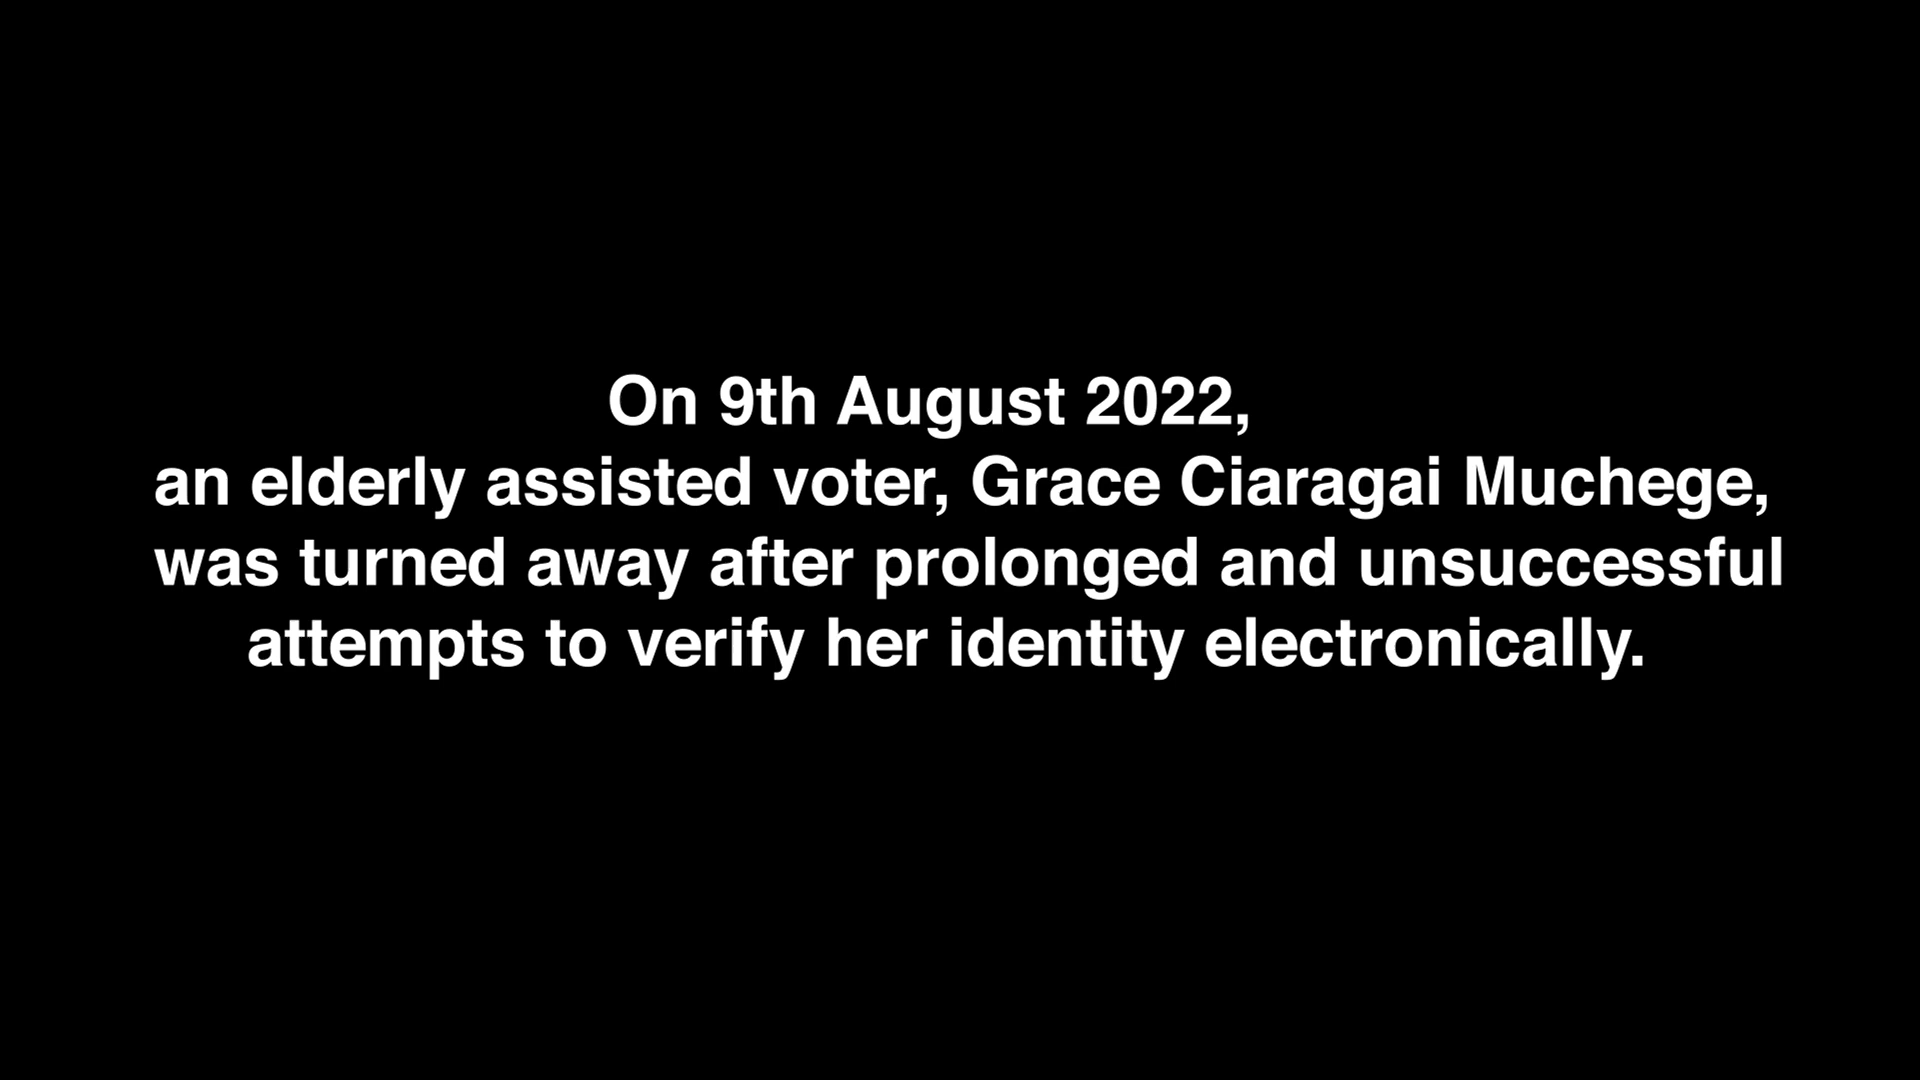 On 9th August 2022,
an elderly assisted voter, Grace Ciaragai Muchege,
was turned away after prolonged and unsuccessful
attempts to verify her identity electronically.